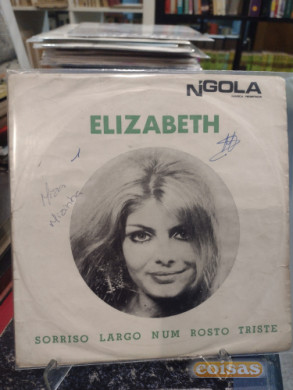 NGOLA
ELIZABETH
SORRISO LARGO NUM ROSTO TRISTE
coisas